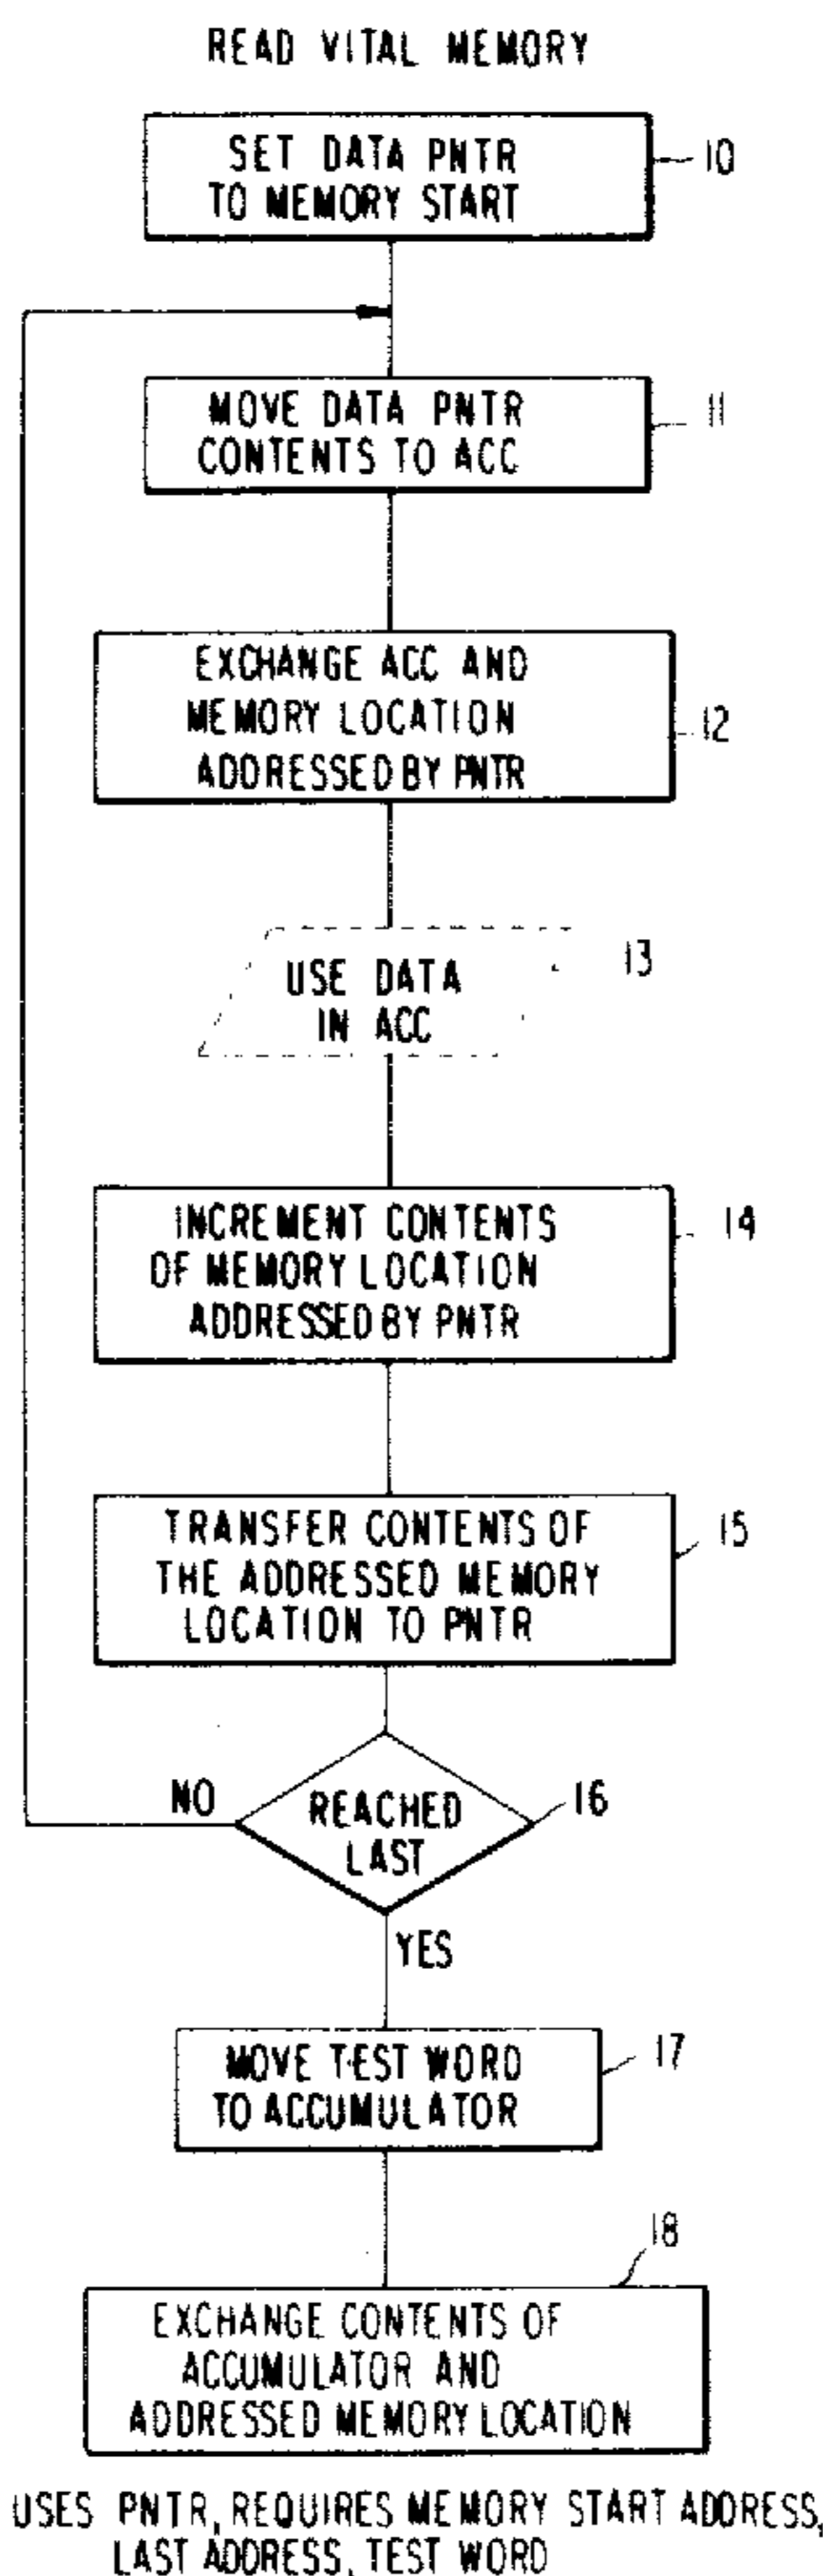 READ VITAL MEMORY
SET DATA PNTR
TO MEMORY START
10
MOVE DATA PNTR
CONTENTS TO ACC
11
EXCHANGE ACC AND
MEMORY LOCATION
ADDRESSED BY PNTR
12
USE DATA
IN ACC
13
INCREMENT CONTENTS
OF MEMORY LOCATION
ADDRESSED BY PNTR
14
TRANSFER CONTENTS OF
THE ADDRESSED MEMORY
LOCATION TO PNTR
15
NO
REACHED
LAST
16
YES
MOVE TEST WORD
TO ACCUMULATOR
17
18
EXCHANGE CONTENTS OF
ACCUMULATOR AND
ADDRESSED MEMORY LOCATION
USES PNTR, REQUIRES MEMORY START ADDRESS,
LAST ADDRESS, TEST WORD